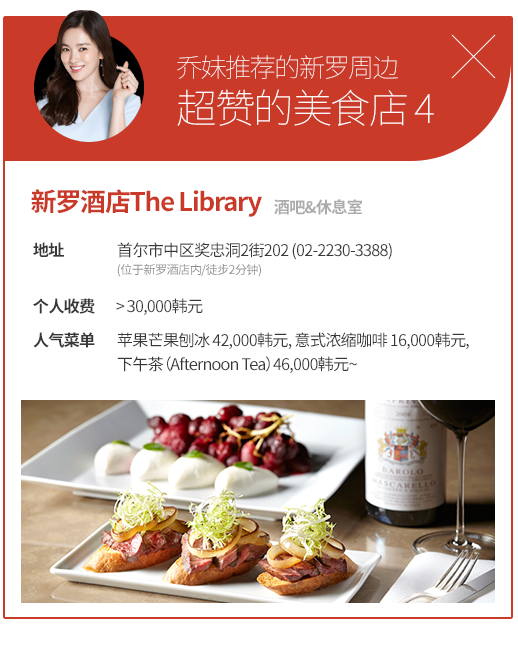 乔妹推荐的新罗周边
超赞的美食店 4
新罗酒店The Library 酒吧&休息室
地址 首尔市中区奖忠洞2街202 (02-2230-3388)
(位于新罗酒店内/徒步2分钟)
个人收费 > 30,000韩元
人气菜单 苹果芒果刨冰 42,000韩元, 意式浓缩咖啡 16,000韩元,
下午茶 (Afternoon Tea) 46,000韩元~
BAROLO
MASCARELLO